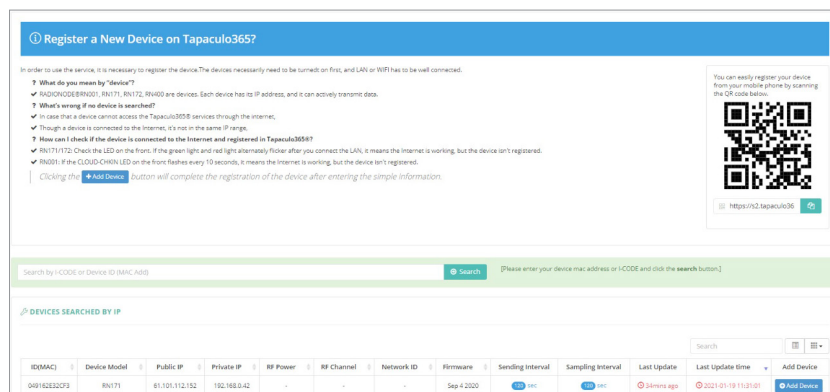 Register a New Device on Tapaculo365?
In order to use the service, it is necessary to register the device.The devices necessarily need to be turnedt on first, and LAN or WIFI has to be well connected.
? What do you mean by "device"?
RADIONODE®RN001, RN171, RN172, RN400 are devices. Each device has its IP address, and it can actively transmit data.
? What's wrong if no device is searched?
In case that a device cannot access the Tapaculo365® services through the internet,
Though a device is connected to the Internet, it's not in the same IP range,
? How can I check if the device is connected to the Internet and registered in Tapaculo365®?
RN171/172: Check the LED on the front. If the green light and red light alternately flicker after you connect the LAN, it means the Internet is working, but the device isn't registered.
RN001: If the CLOUD-CHKIN LED on the front flashes every 10 seconds, it means the Internet is working, but the device isn't registered.
Clicking the +Add Device button will complete the registration of the device after entering the simple information.
You can easily register your device
from your mobile phone by scanning
the QR code below.
https://s2.tapaculo36
Search by I-CODE or Device ID (MAC Add)
Search
[Please enter your device mac address or I-CODE and click the search button.]
DEVICES SEARCHED BY IP
Search
ID(MAC) Device Model Public IP Private IP RF Power RF Channel Network ID Firmware Sending Interval Sampling Interval Last Update Last Update time Add Device
049162E32CF3 RN171 61.101.112.152 192.168.0.42 - - - Sep 4 2020 120 sec 120 sec 34mns ago 2021-01-19 11:31:01 Add Device